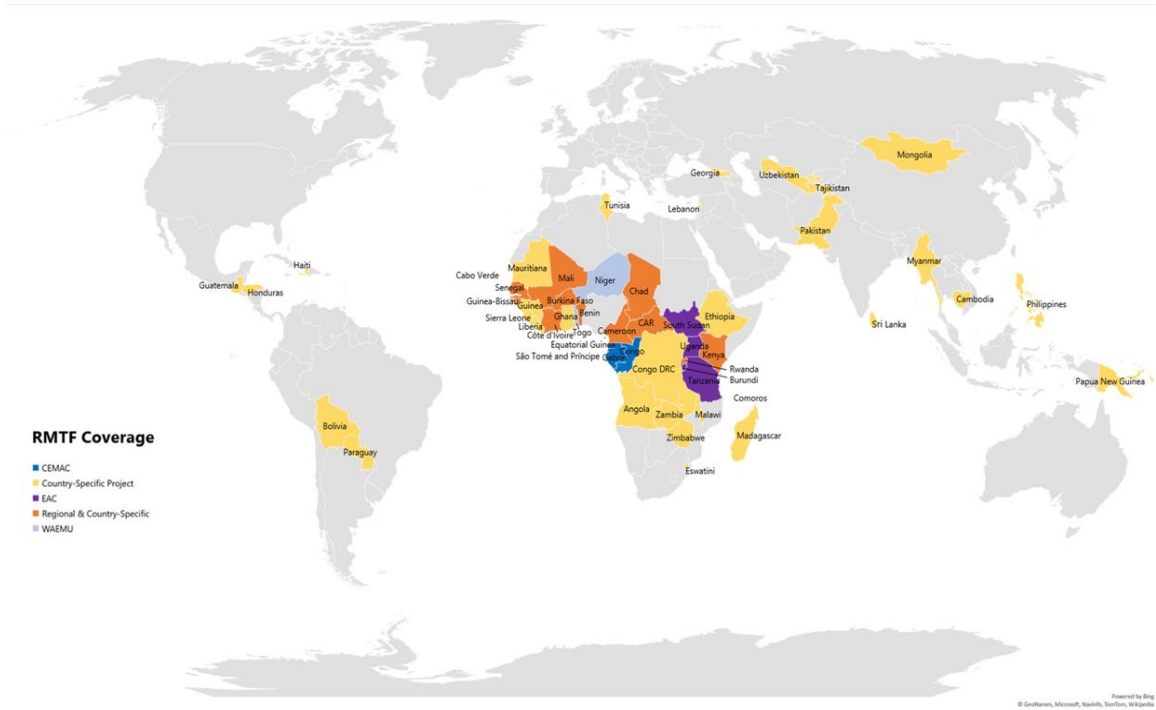 Mongolia
Georgia
Uzbekistan
Tajikistan
Tunisia
Lebanon
Pakistan
Myanmar
Haiti
Guatemala
Honduras
Cabo Verde
Mauritiana
Mali
Niger
Chad
Senegal
Guinea-Bissau
Guinea
Burkina Faso
Benin
Ghana
Sierra Leone
Liberia
Côte d'Ivoire
Togo
Cameroon
CAR
South Sudan
Ethiopia
Cambodia
Philippines
Sri Lanka
Equatorial Guinea
São Tomé and Príncipe
Gabon
Congo
Uganda
Kenya
Congo DRC
Rwanda
Burundi
Tanzania
Papua New Guinea
Comoros
Angola
Zambia
Malawi
Bolivia
Paraguay
Zimbabwe
Madagascar
Eswatini
RMTF Coverage
CEMAC
Country-Specific Project
EAC
Regional & Country-Specific
WAEMU
Powered by Bing
© GeoNames, Microsoft, Navinfo, TomTom, Wikipedia